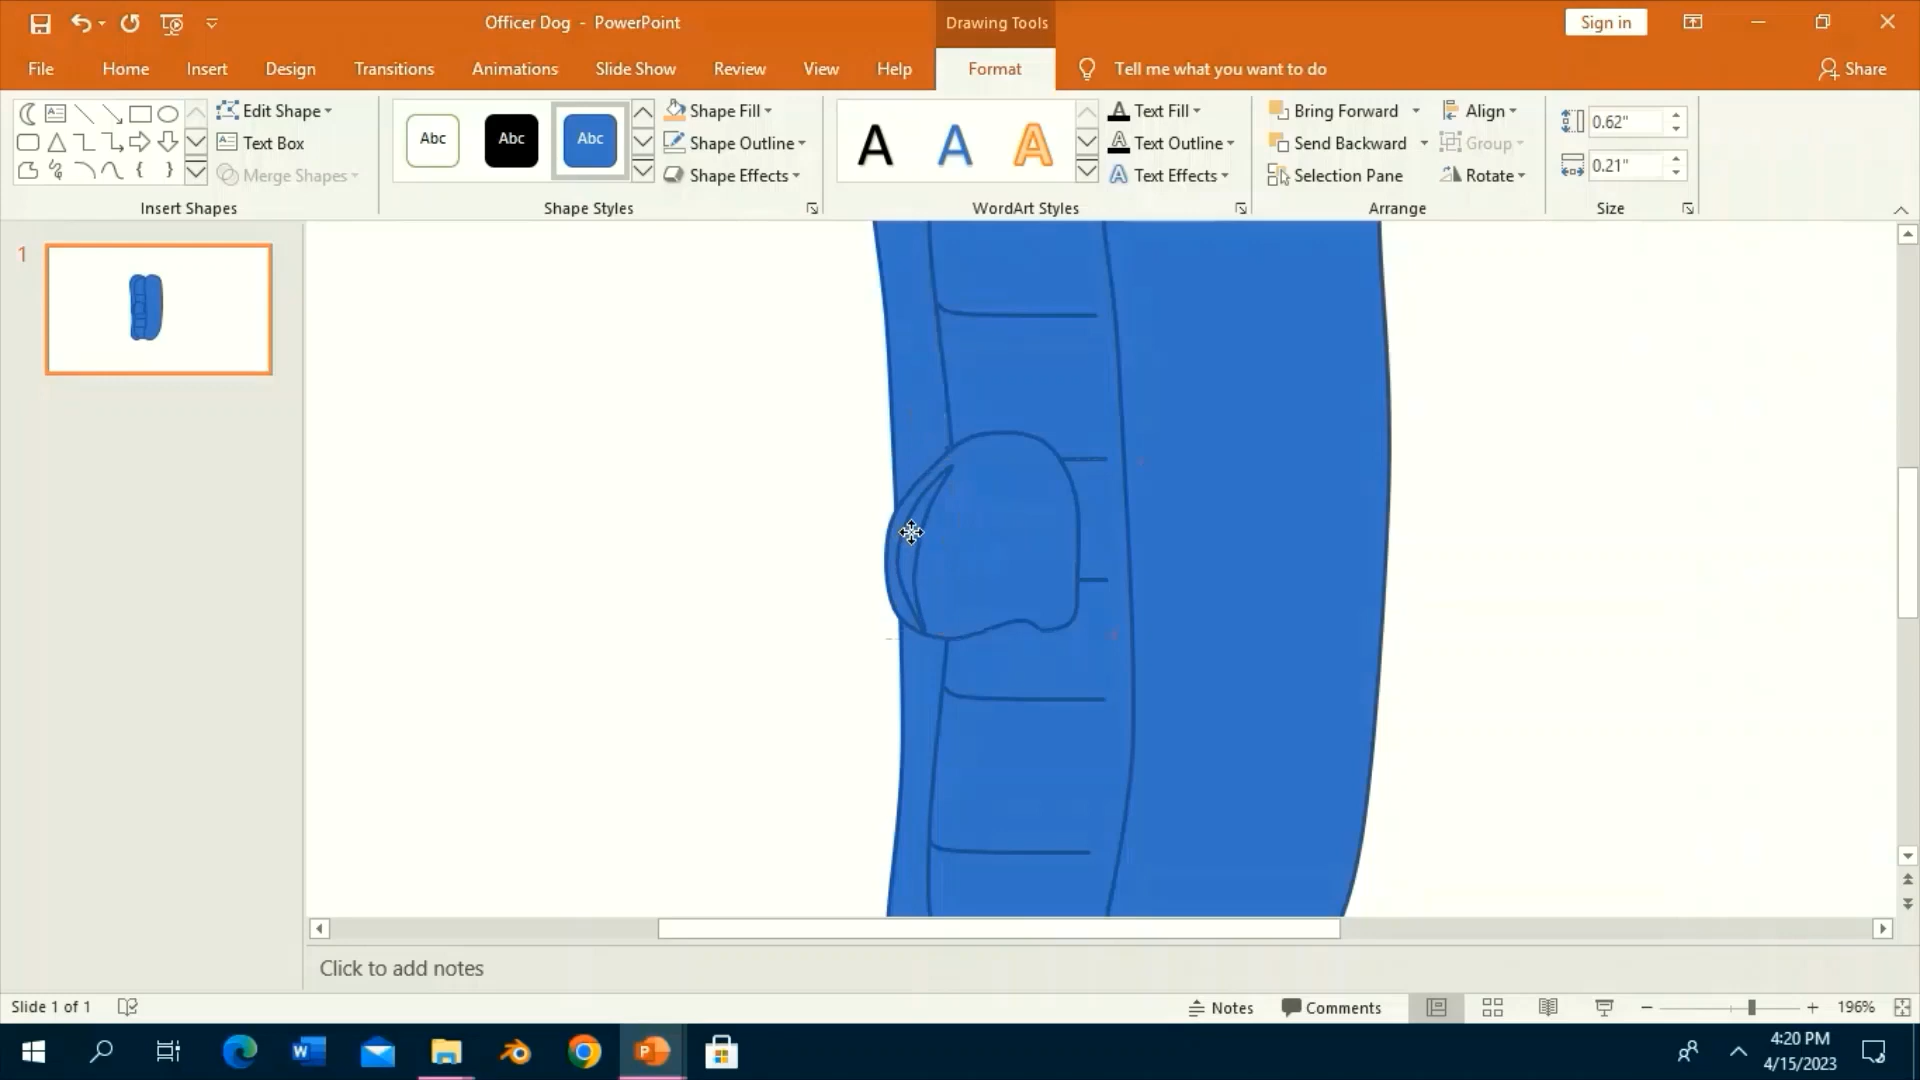 Officer Dog - PowerPoint
Drawing Tools
Sign in
File
Home
Insert
Design
Transitions
Animations
Slide Show
Review
View
Help
Format
Tell me what you want to do
Share
Edit Shape
Text Box
Merge Shapes
Insert Shapes
Abc
Abc
Abc
Shape Fill
Shape Outline
Shape Effects
Shape Styles
A
A
A
Text Fill
Text Outline
Text Effects
WordArt Styles
Bring Forward
Send Backward
Selection Pane
Align
Group
Rotate
Arrange
0.62"
0.21"
Size
1
Click to add notes
Slide 1 of 1
Notes
Comments
196%
4:20 PM
4/15/2023